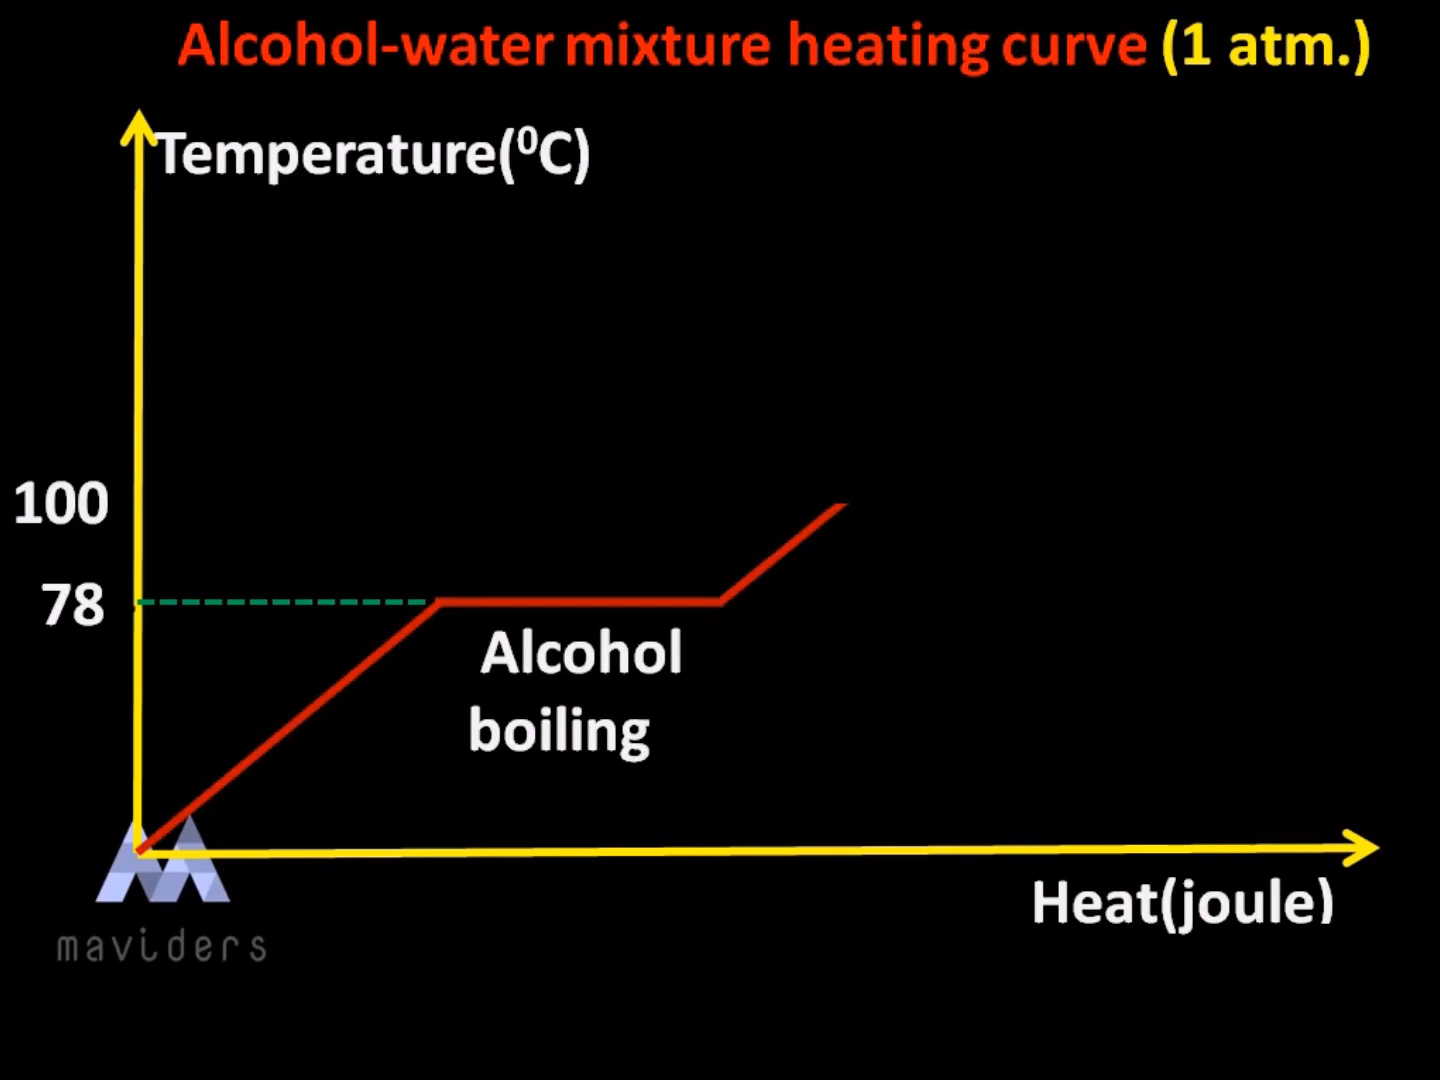 Alcohol-water mixture heating curve (1 atm.)
Temperature(⁰C)
100
78
Alcohol
boiling
Heat(joule)
maviders